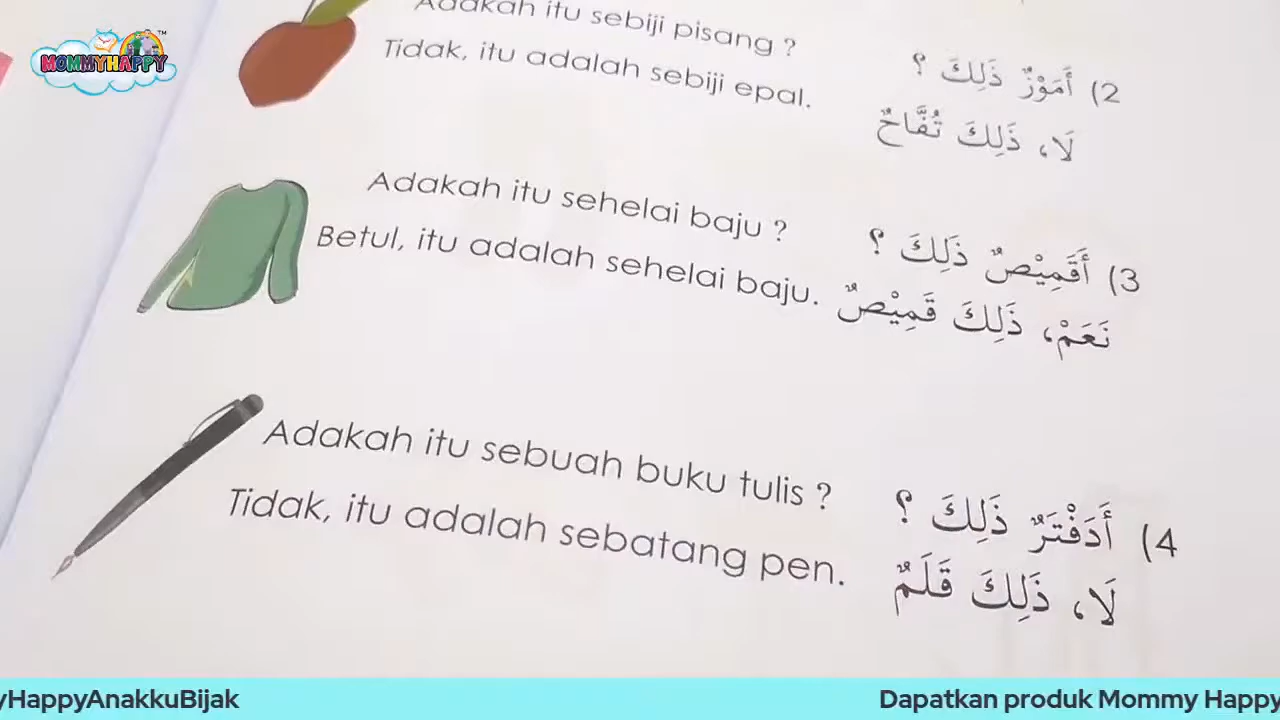 MOMMYHAPPY™
Adakah itu sebiji pisang ?
Tidak, itu adalah sebiji epal.
2) أَمَوْزٌ ذَلِكَ ؟
لَا، ذَلِكَ تُفَّاحٌ
Adakah itu sehelai baju ?
Betul, itu adalah sehelai baju.
3) أَقَمِيْصٌ ذَلِكَ ؟
نَعَمْ، ذَلِكَ قَمِيْصٌ
Adakah itu sebuah buku tulis ?
Tidak, itu adalah sebatang pen.
4) أَدَفْتَرٌ ذَلِكَ ؟
لَا، ذَلِكَ قَلَمٌ
yHappyAnakkuBijak
Dapatkan produk Mommy Happy